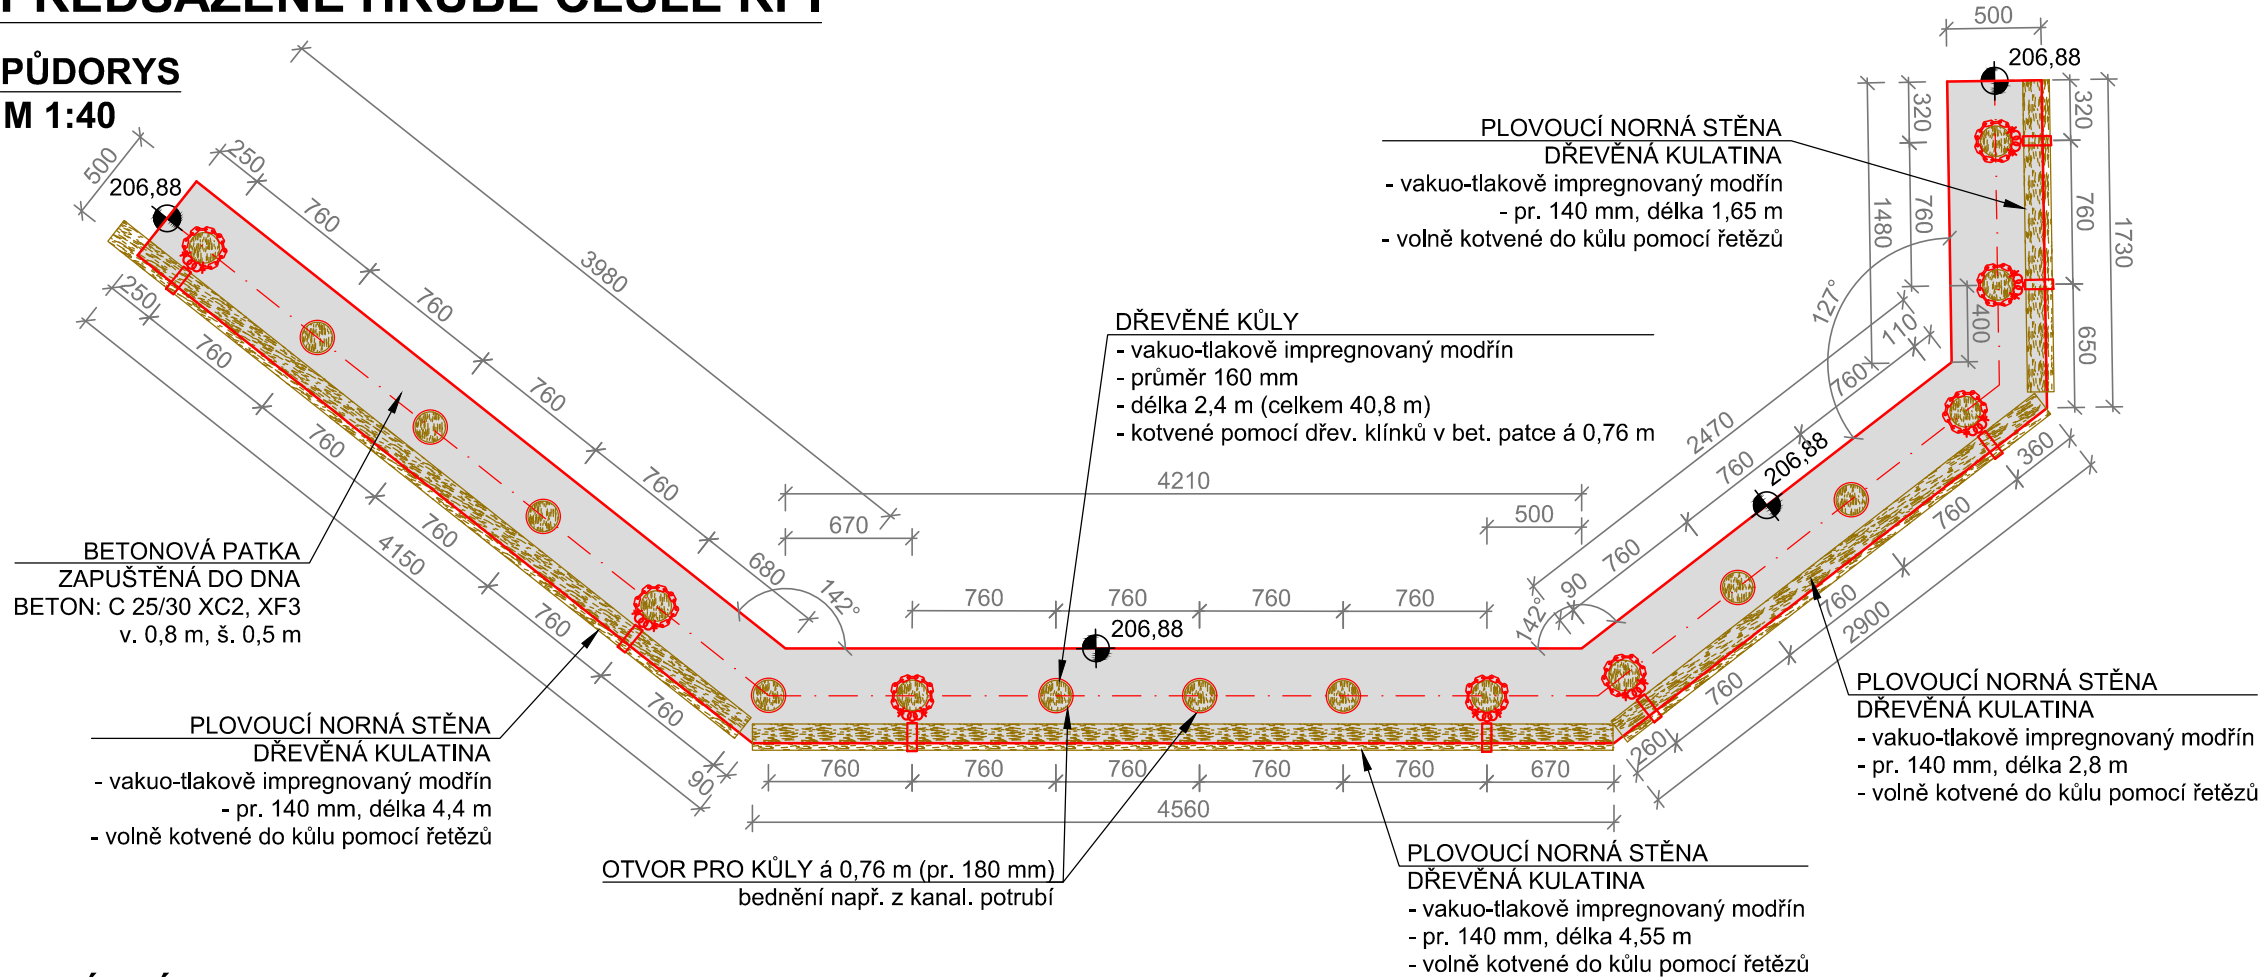 PŮDORYS
M 1:40
500
206,88
250
760
760
760
760
760
680
3980
142°
250
760
760
760
760
760
760
90
4150
BETONOVÁ PATKA
ZAPUŠTĚNÁ DO DNA
BETON: C 25/30 XC2, XF3
v. 0,8 m, š. 0,5 m
PLOVOUCÍ NORNÁ STĚNA
DŘEVĚNÁ KULATINA
- vakuo-tlakově impregnovaný modřín
- pr. 140 mm, délka 4,4 m
- volně kotvené do kůlu pomocí řetězů
DŘEVĚNÉ KŮLY
- vakuo-tlakově impregnovaný modřín
- průměr 160 mm
- délka 2,4 m (celkem 40,8 m)
- kotvené pomocí dřev. klínků v bet. patce á 0,76 m
4210
670
500
760
760
760
760
206,88
760
760
760
760
760
670
4560
OTVOR PRO KŮLY á 0,76 m (pr. 180 mm)
bednění např. z kanal. potrubí
PLOVOUCÍ NORNÁ STĚNA
DŘEVĚNÁ KULATINA
- vakuo-tlakově impregnovaný modřín
- pr. 140 mm, délka 1,65 m
- volně kotvené do kůlu pomocí řetězů
500
206,88
320
760
1480
400
320
760
650
1730
127°
2470
110
760
760
760
90
142°
206,88
360
760
760
760
260
2900
PLOVOUCÍ NORNÁ STĚNA
DŘEVĚNÁ KULATINA
- vakuo-tlakově impregnovaný modřín
- pr. 140 mm, délka 2,8 m
- volně kotvené do kůlu pomocí řetězů
PLOVOUCÍ NORNÁ STĚNA
DŘEVĚNÁ KULATINA
- vakuo-tlakově impregnovaný modřín
- pr. 140 mm, délka 4,55 m
- volně kotvené do kůlu pomocí řetězů